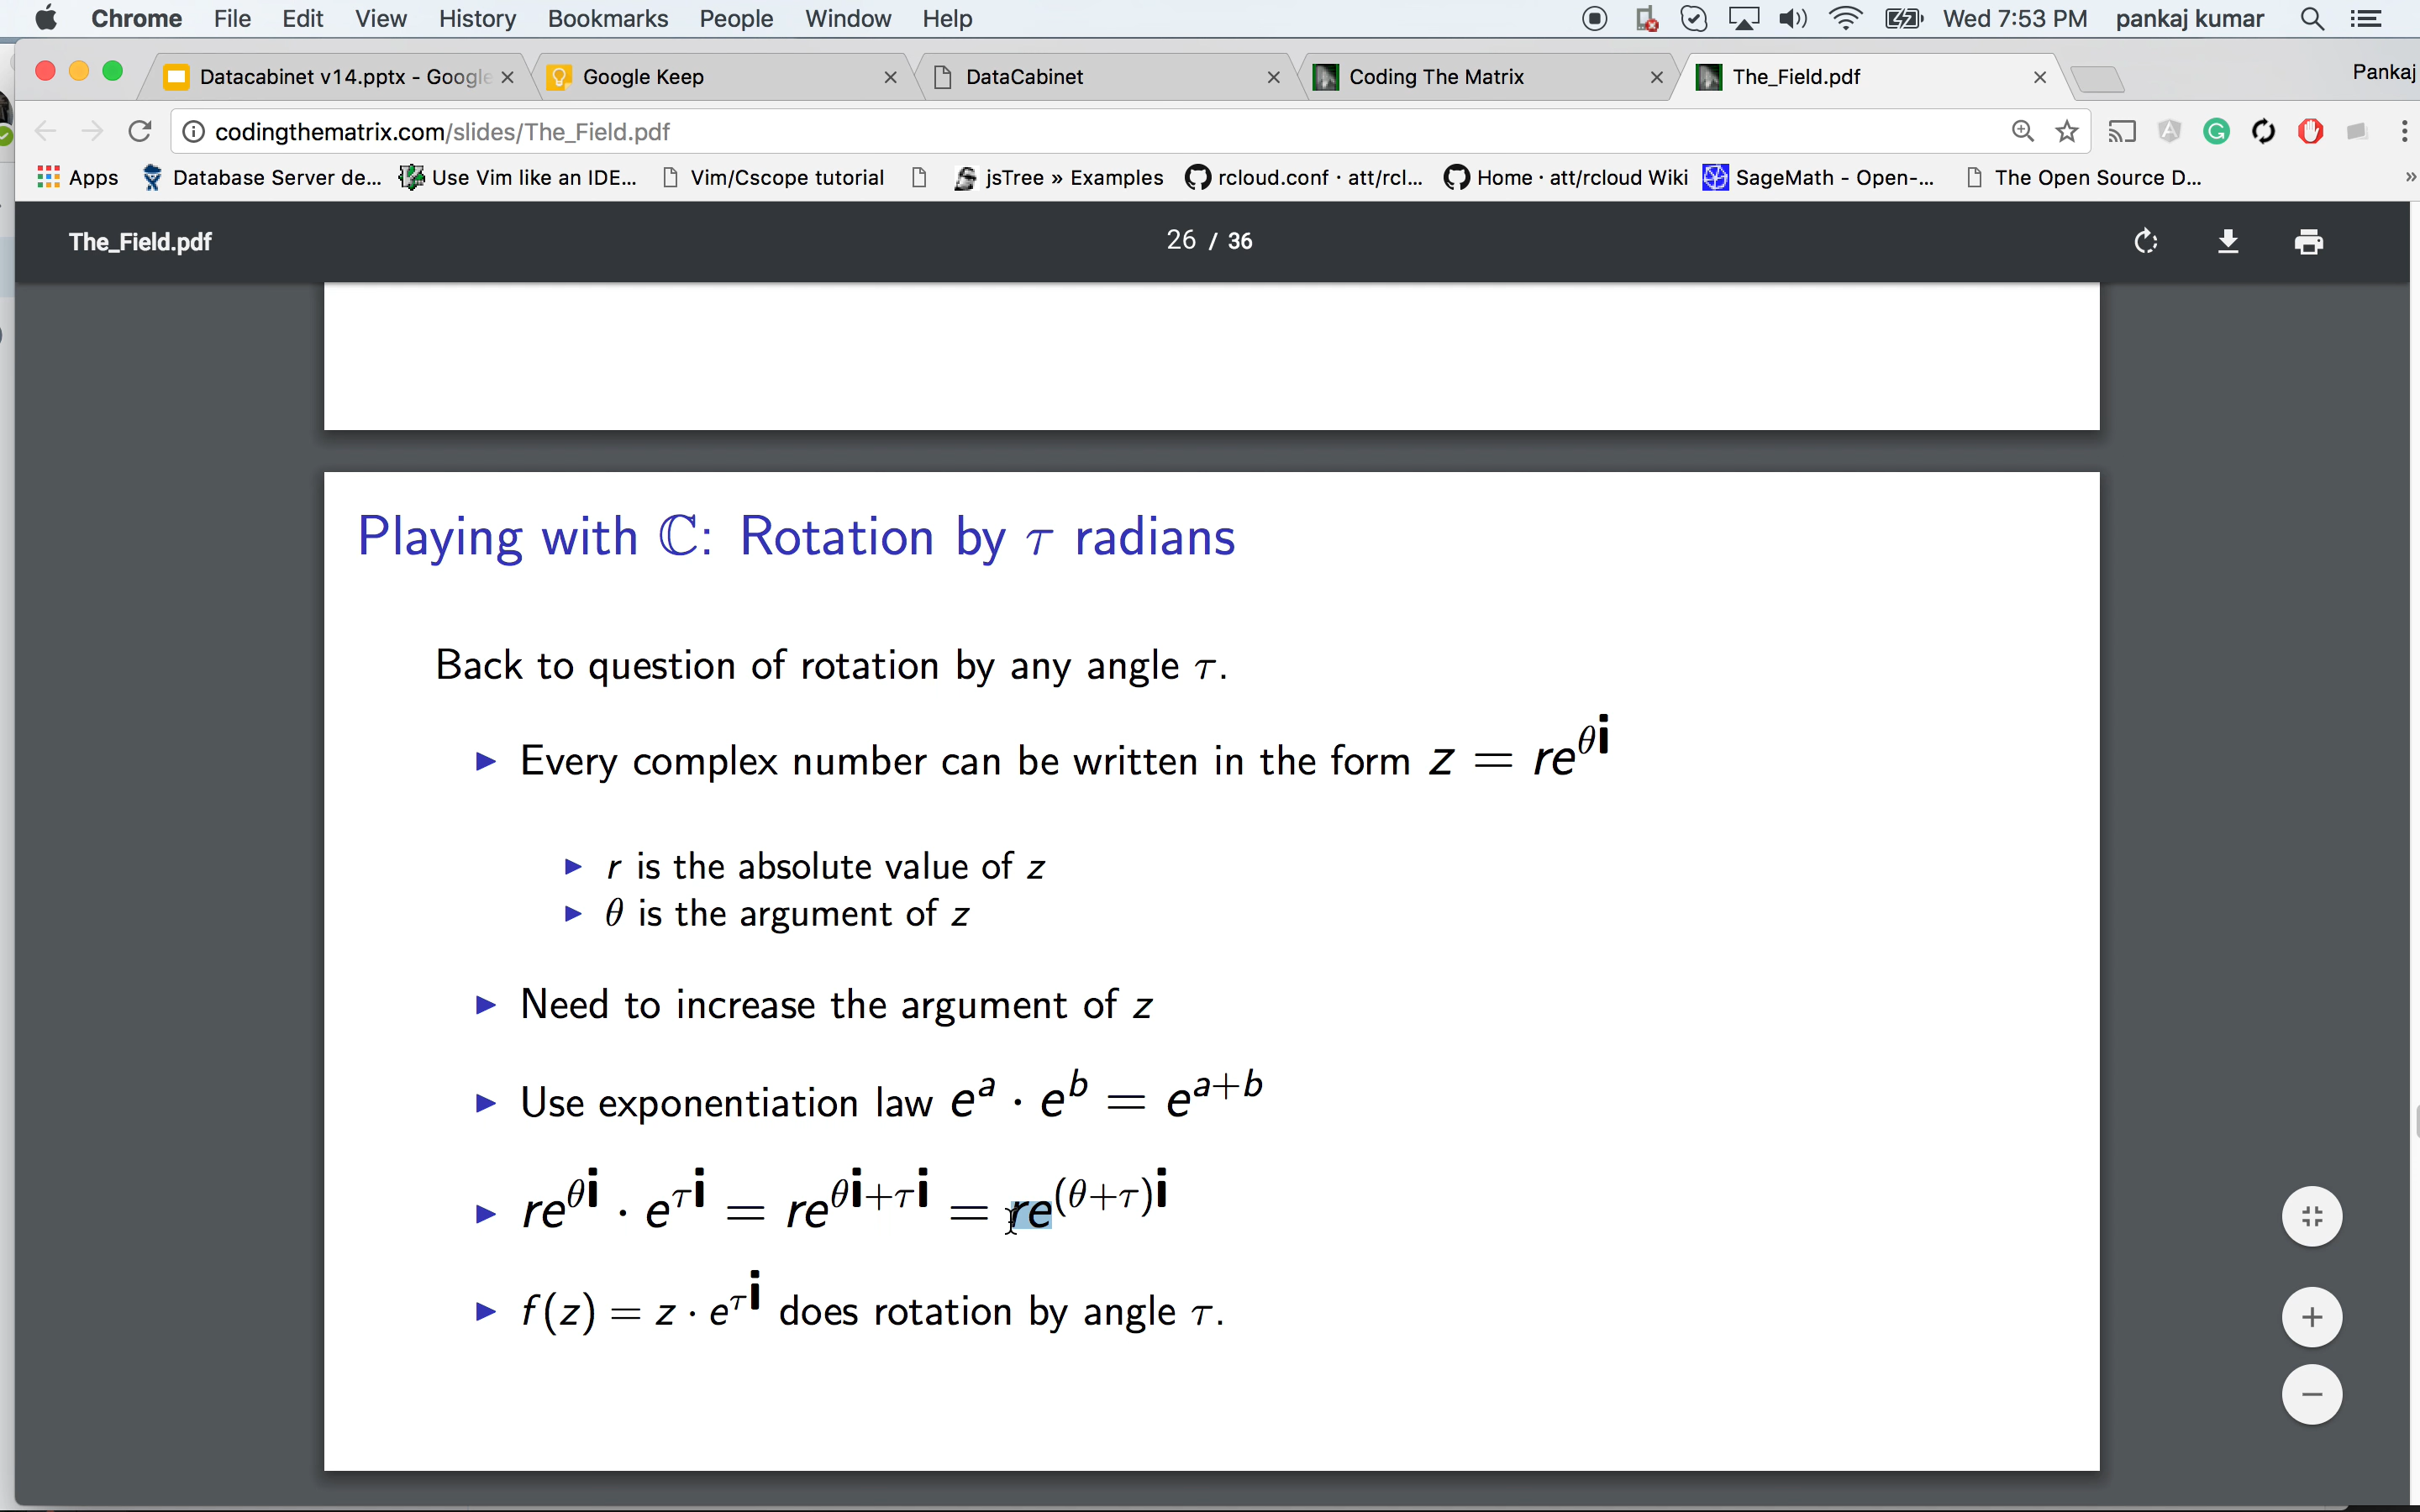 Chrome File Edit View History Bookmarks People Window Help Wed 7:53 PM pankaj kumar
Datacabinet v14.pptx - Google Google Keep DataCabinet Coding The Matrix The_Field.pdf Pankaj
codingthematrix.com/slides/The_Field.pdf
Apps Database Server de... Use Vim like an IDE... Vim/Cscope tutorial jsTree » Examples rcloud.conf · att/rcl... Home · att/rcloud Wiki SageMath - Open-... The Open Source D... »
The_Field.pdf 26 / 36
Playing with ℂ: Rotation by τ radians
Back to question of rotation by any angle τ.
▶ Every complex number can be written in the form z = re^{θi}
▶ r is the absolute value of z
▶ θ is the argument of z
▶ Need to increase the argument of z
▶ Use exponentiation law e^a · e^b = e^{a+b}
▶ re^{θi} · e^{τi} = re^{θi+τi} = re^{(θ+τ)i}
▶ f(z) = z · e^{τi} does rotation by angle τ.